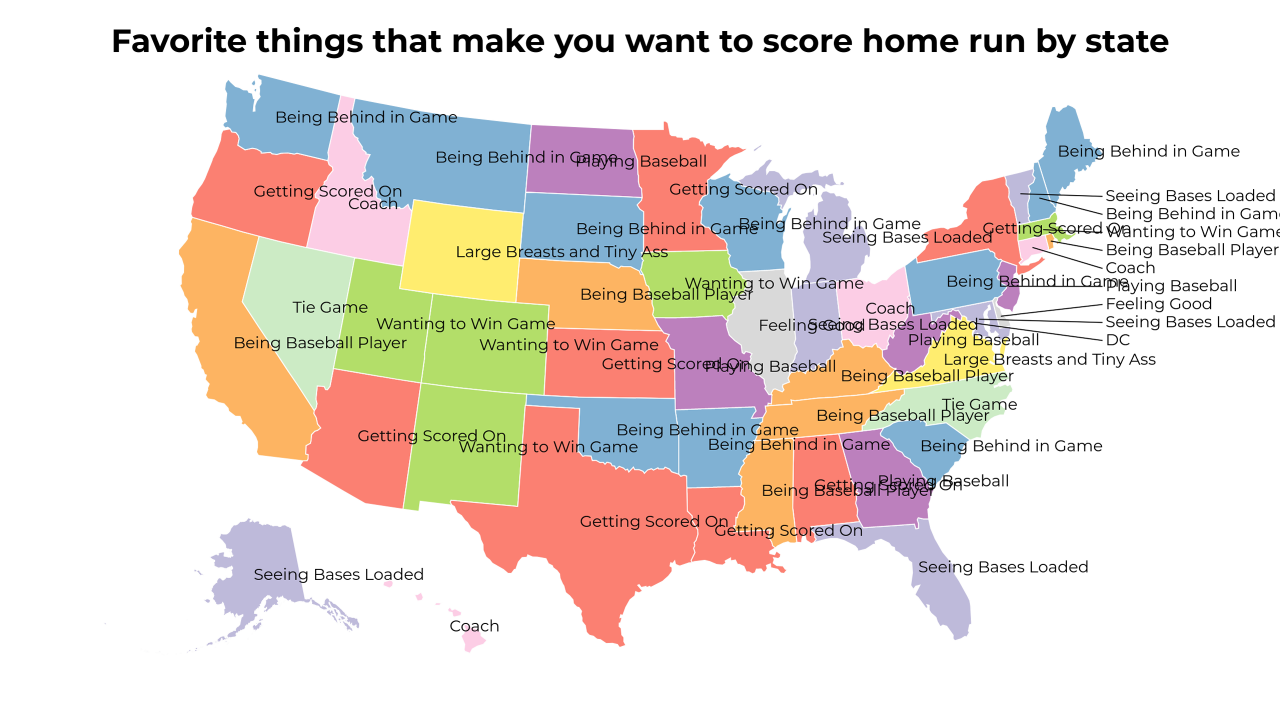 Favorite things that make you want to score home run by state
Being Behind in Game
Being Behind in Game
Playing Baseball
Being Behind in Game
Getting Scored On
Coach
Getting Scored On
Seeing Bases Loaded
Being Behind in Game
Being Behind in Game
Being Behind in Game
Seeing Bases Loaded
Getting Scored On
Wanting to Win Game
Large Breasts and Tiny Ass
Being Baseball Player
Coach
Tie Game
Being Baseball Player
Wanting to Win Game
Being Behind in Game
Playing Baseball
Feeling Good
Wanting to Win Game
Feeling Good
Seeing Bases Loaded
Coach
Seeing Bases Loaded
DC
Being Baseball Player
Wanting to Win Game
Getting Scored On
Playing Baseball
Playing Baseball
Large Breasts and Tiny Ass
Being Baseball Player
Tie Game
Being Baseball Player
Getting Scored On
Wanting to Win Game
Being Behind in Game
Being Behind in Game
Being Behind in Game
Getting Scored On
Being Baseball Player
Getting Scored On
Playing Baseball
Getting Scored On
Seeing Bases Loaded
Seeing Bases Loaded
Coach